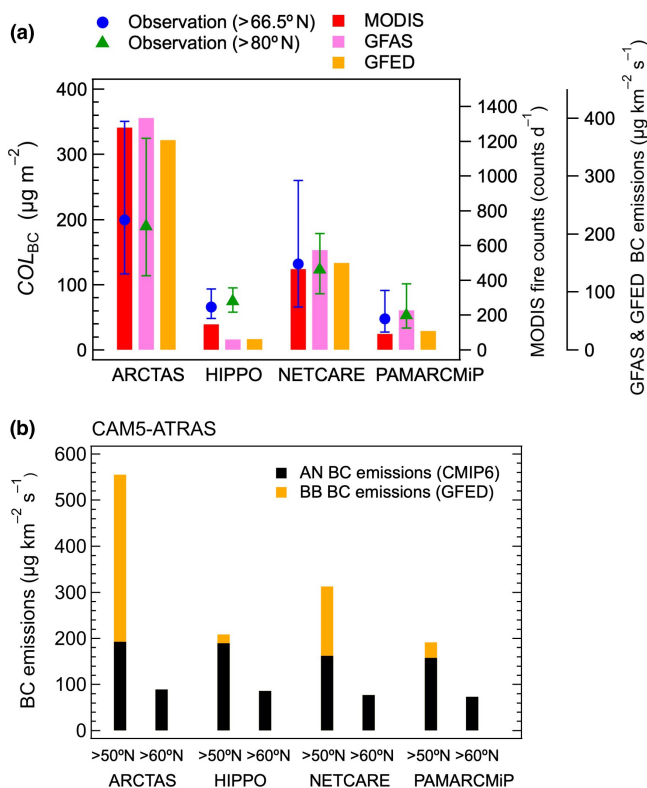 (a)
Observation (>66.5º N)
Observation (>80º N)
MODIS
GFAS
GFED
COL_BC (µg m⁻²)
400
300
200
100
0
1400
1200
1000
800
600
400
200
0
MODIS fire counts (counts d⁻¹)
400
300
200
100
0
GFAS & GFED BC emissions (µg km⁻² s⁻¹)
ARCTAS HIPPO NETCARE PAMARCMiP
(b)
CAM5-ATRAS
AN BC emissions (CMIP6)
BB BC emissions (GFED)
BC emissions (µg km⁻² s⁻¹)
600
500
400
300
200
100
0
>50ºN >60ºN >50ºN >60ºN >50ºN >60ºN >50ºN >60ºN
ARCTAS HIPPO NETCARE PAMARCMiP